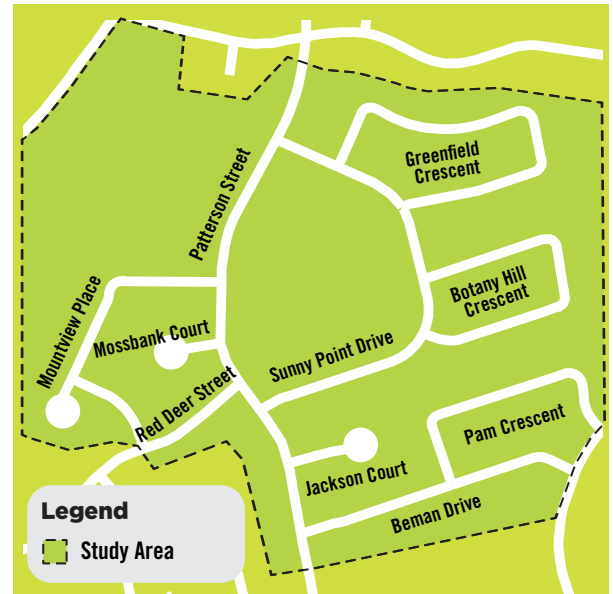 Greenfield
Crescent
Patterson Street
Botany Hill
Crescent
Mountview Place
Mossbank Court
Sunny Point Drive
Red Deer Street
Pam Crescent
Jackson Court
Beman Drive
Legend
Study Area